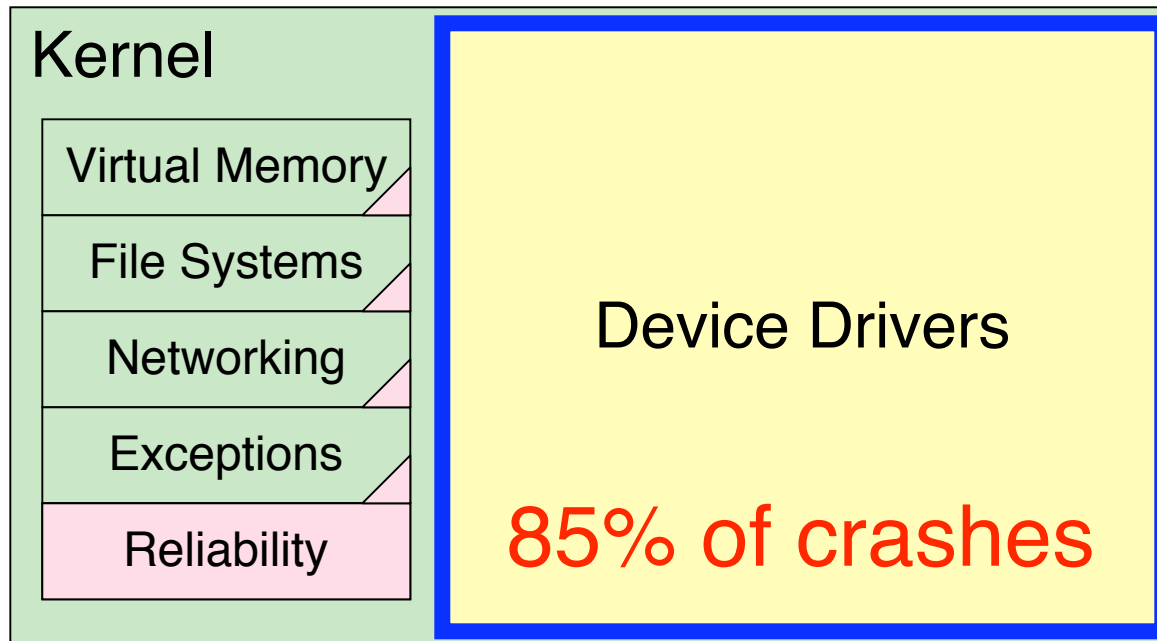 Kernel
Virtual Memory
File Systems
Networking
Exceptions
Reliability
Device Drivers
85% of crashes